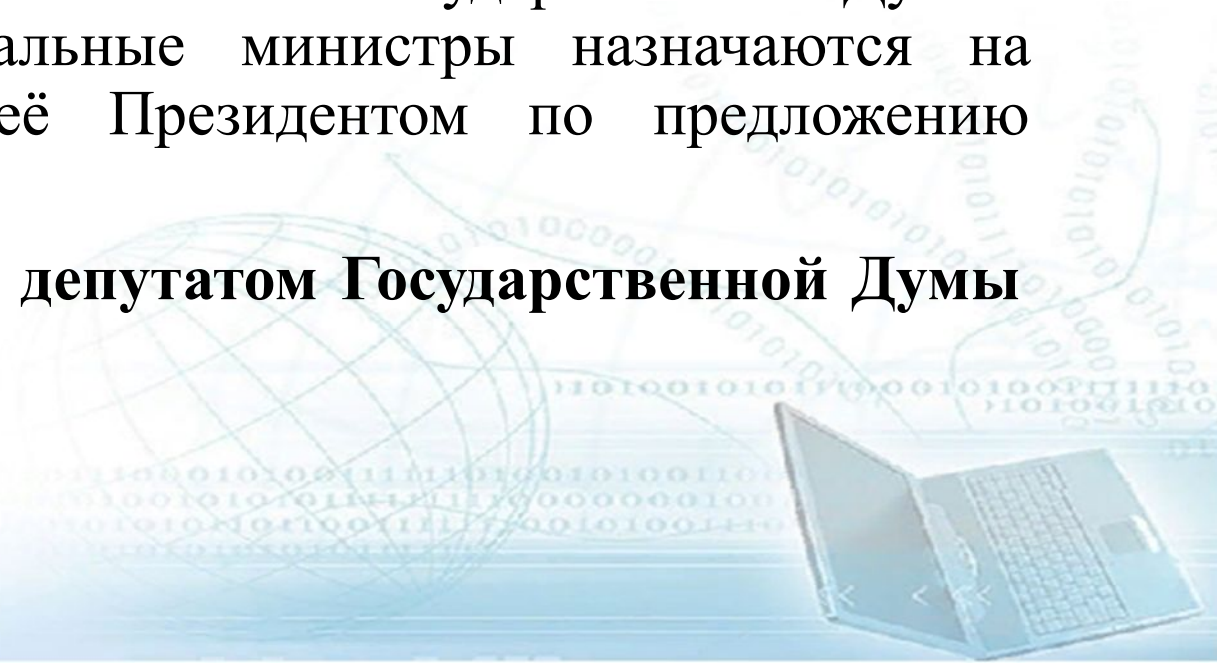 альные министры назначаются на
её Президентом по предложению
депутатом Государственной Думы